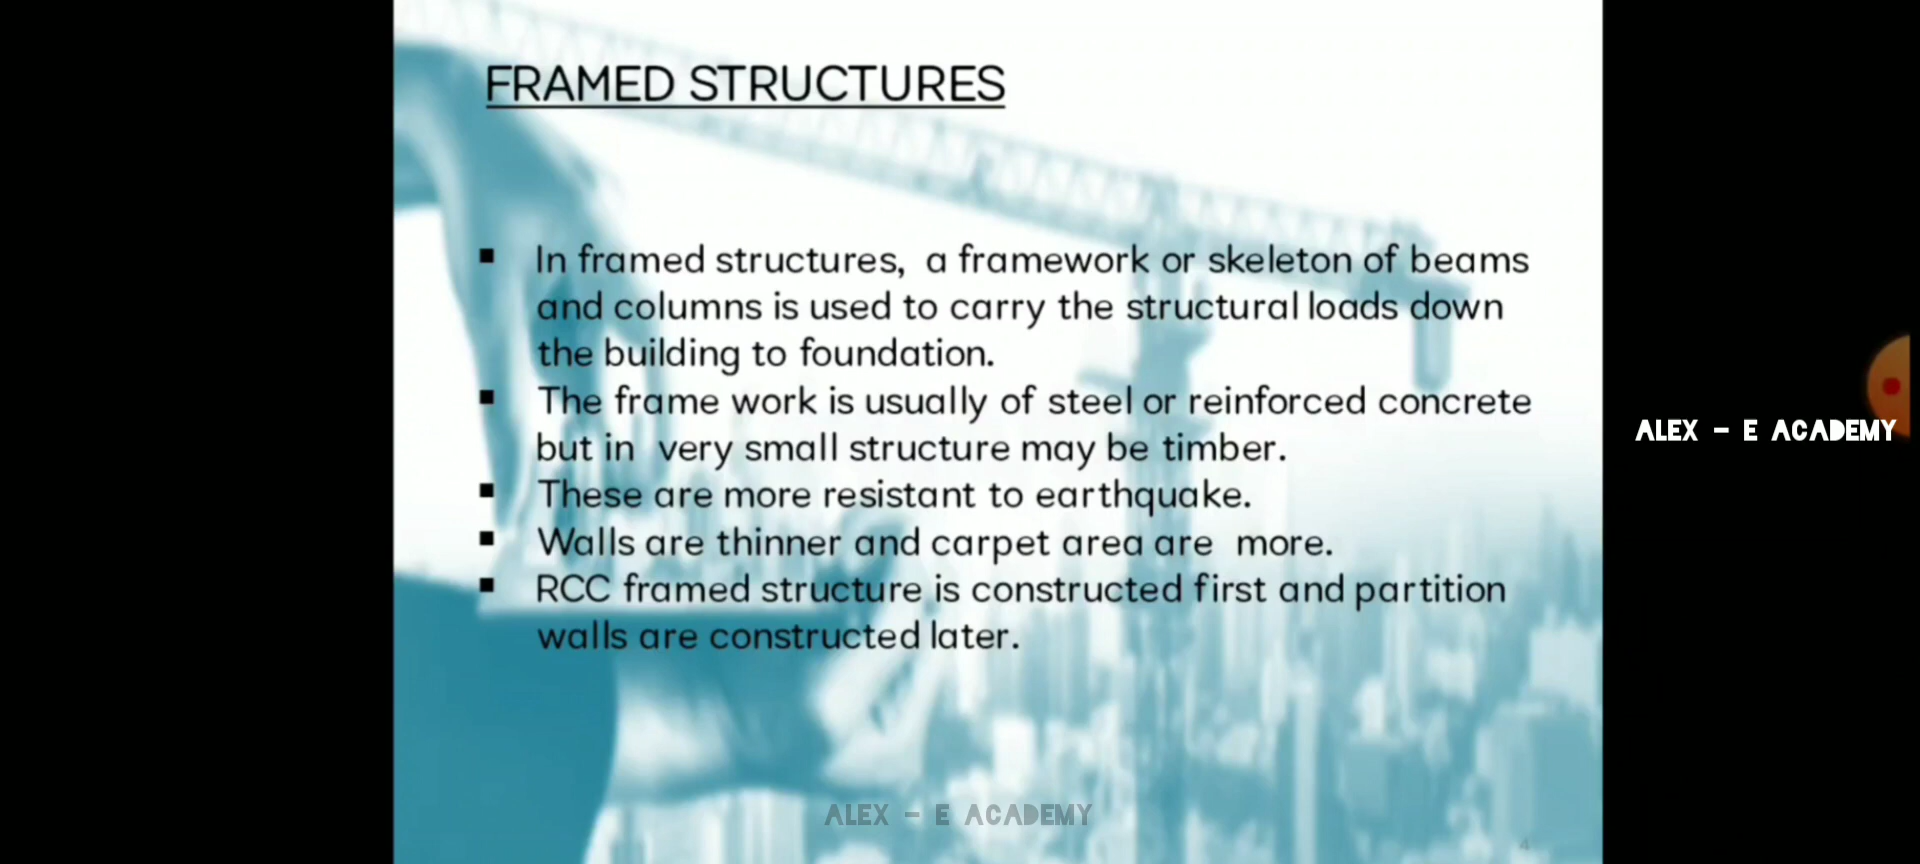 FRAMED STRUCTURES
▪ In framed structures, a framework or skeleton of beams
and columns is used to carry the structural loads down
the building to foundation.
▪ The frame work is usually of steel or reinforced concrete
but in very small structure may be timber.
▪ These are more resistant to earthquake.
▪ Walls are thinner and carpet area are more.
▪ RCC framed structure is constructed first and partition
walls are constructed later.
ALEX - E ACADEMY
ALEX - E ACADEMY
4